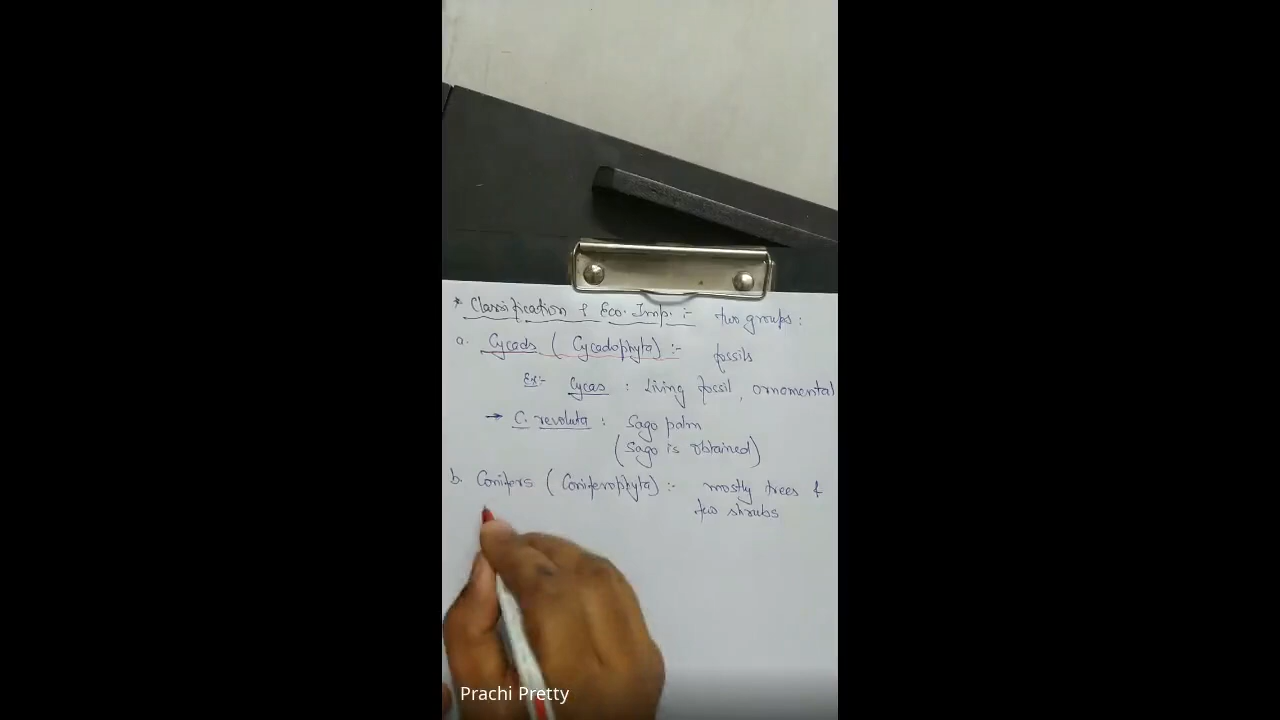 * Classification & Eco. Imp. :- two groups :
a. Cycads ( Cycadophyta) :- fossils
Ex:- Cycas : Living fossil, ornamental
→ C. revoluta : Sago palm
(Sago is obtained)
b. Conifers ( Coniferophyta) :- mostly trees &
few shrubs
Prachi Pretty